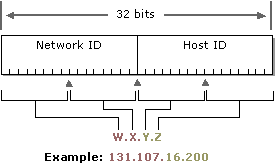 32 bits
Network ID Host ID
W.X.Y.Z
Example: 131.107.16.200